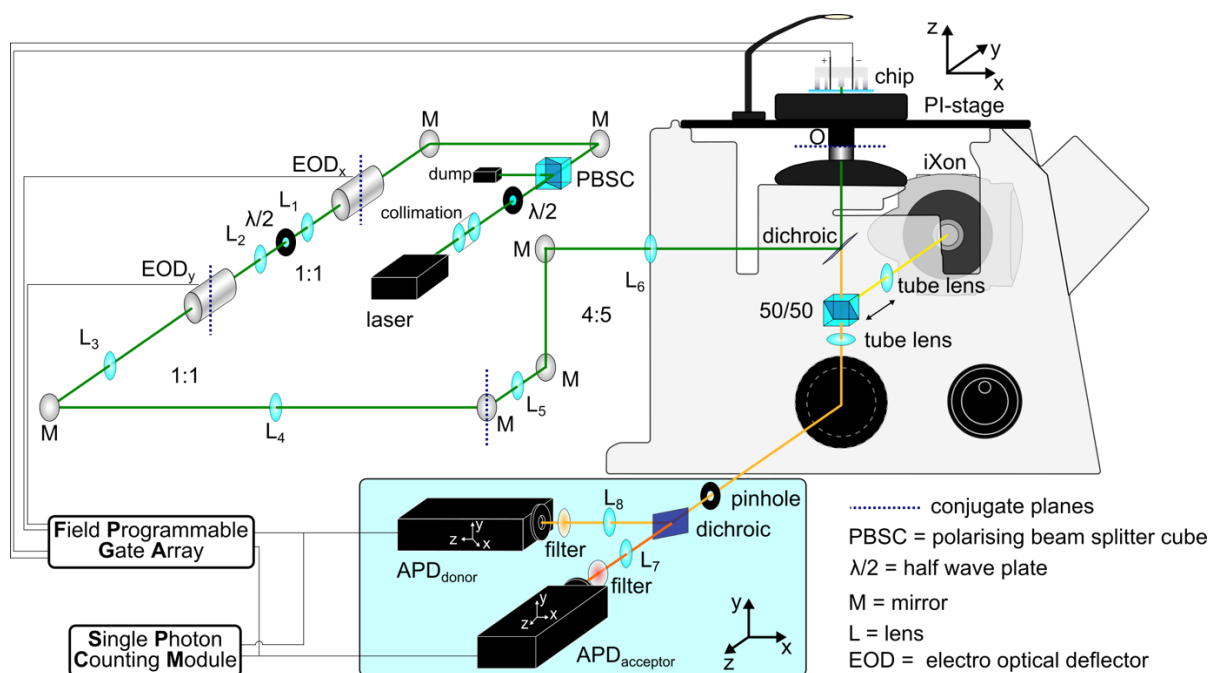 z
y
x
+
−
chip
PI-stage
O
M
M
EODₓ
dump
PBSC
iXon
L₁
collimation
λ/2
λ/2
L₂
1:1
M
dichroic
EODᵧ
L₆
tube lens
laser
4:5
50/50
tube lens
L₃
1:1
M
L₅
M
L₄
M
pinhole
conjugate planes
L₈
dichroic
PBSC = polarising beam splitter cube
Field Programmable
Gate Array
y
z
x
filter
L₇
λ/2 = half wave plate
APD_donor
filter
M = mirror
y
x
z
y
x
z
L = lens
Single Photon
Counting Module
APD_acceptor
EOD = electro optical deflector